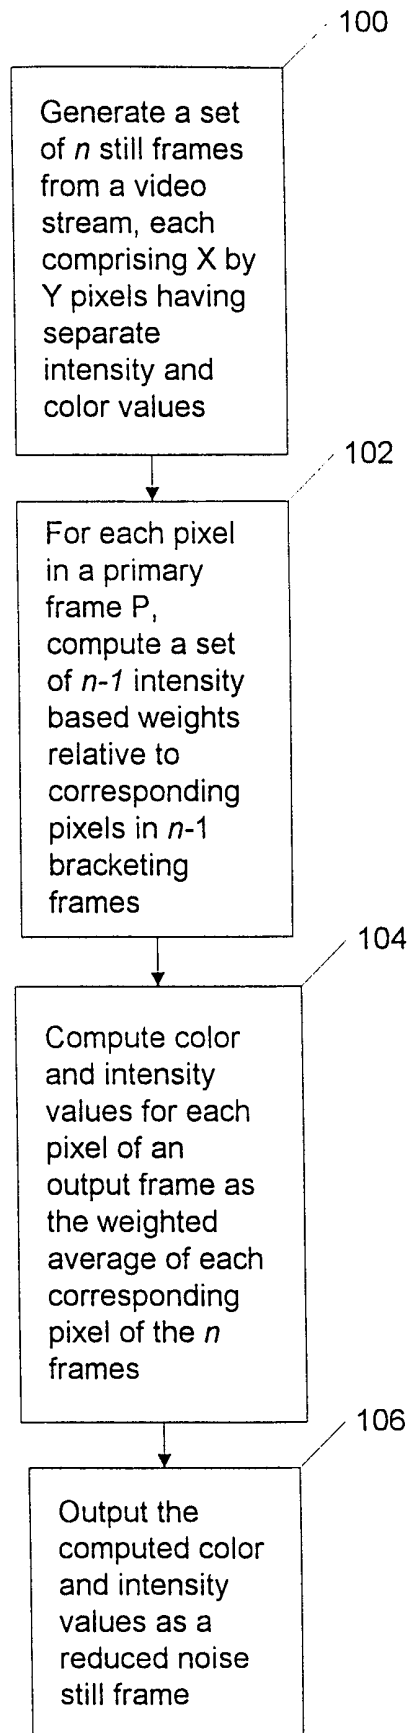 100
Generate a set
of n still frames
from a video
stream, each
comprising X by
Y pixels having
separate
intensity and
color values
102
For each pixel
in a primary
frame P,
compute a set
of n-1 intensity
based weights
relative to
corresponding
pixels in n-1
bracketing
frames
104
Compute color
and intensity
values for each
pixel of an
output frame as
the weighted
average of each
corresponding
pixel of the n
frames
106
Output the
computed color
and intensity
values as a
reduced noise
still frame